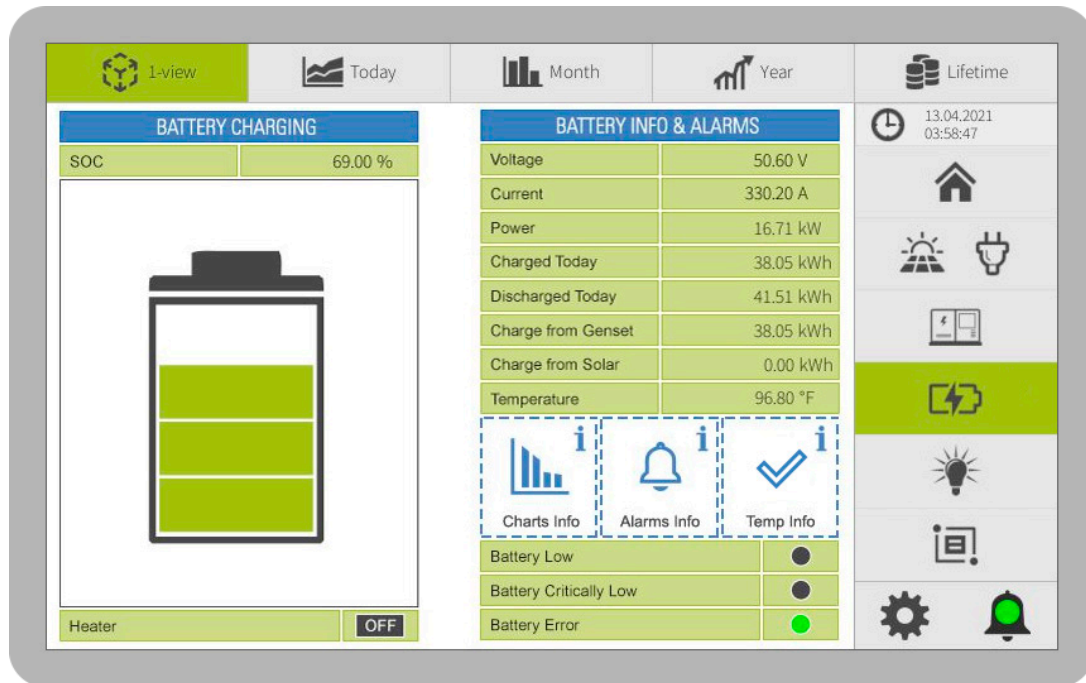 1-view
Today
Month
Year
Lifetime
BATTERY CHARGING
SOC 69.00 %
Heater OFF
BATTERY INFO & ALARMS
Voltage 50.60 V
Current 330.20 A
Power 16.71 kW
Charged Today 38.05 kWh
Discharged Today 41.51 kWh
Charge from Genset 38.05 kWh
Charge from Solar 0.00 kWh
Temperature 96.80 °F
Charts Info
Alarms Info
Temp Info
Battery Low
Battery Critically Low
Battery Error
13.04.2021
03:58:47